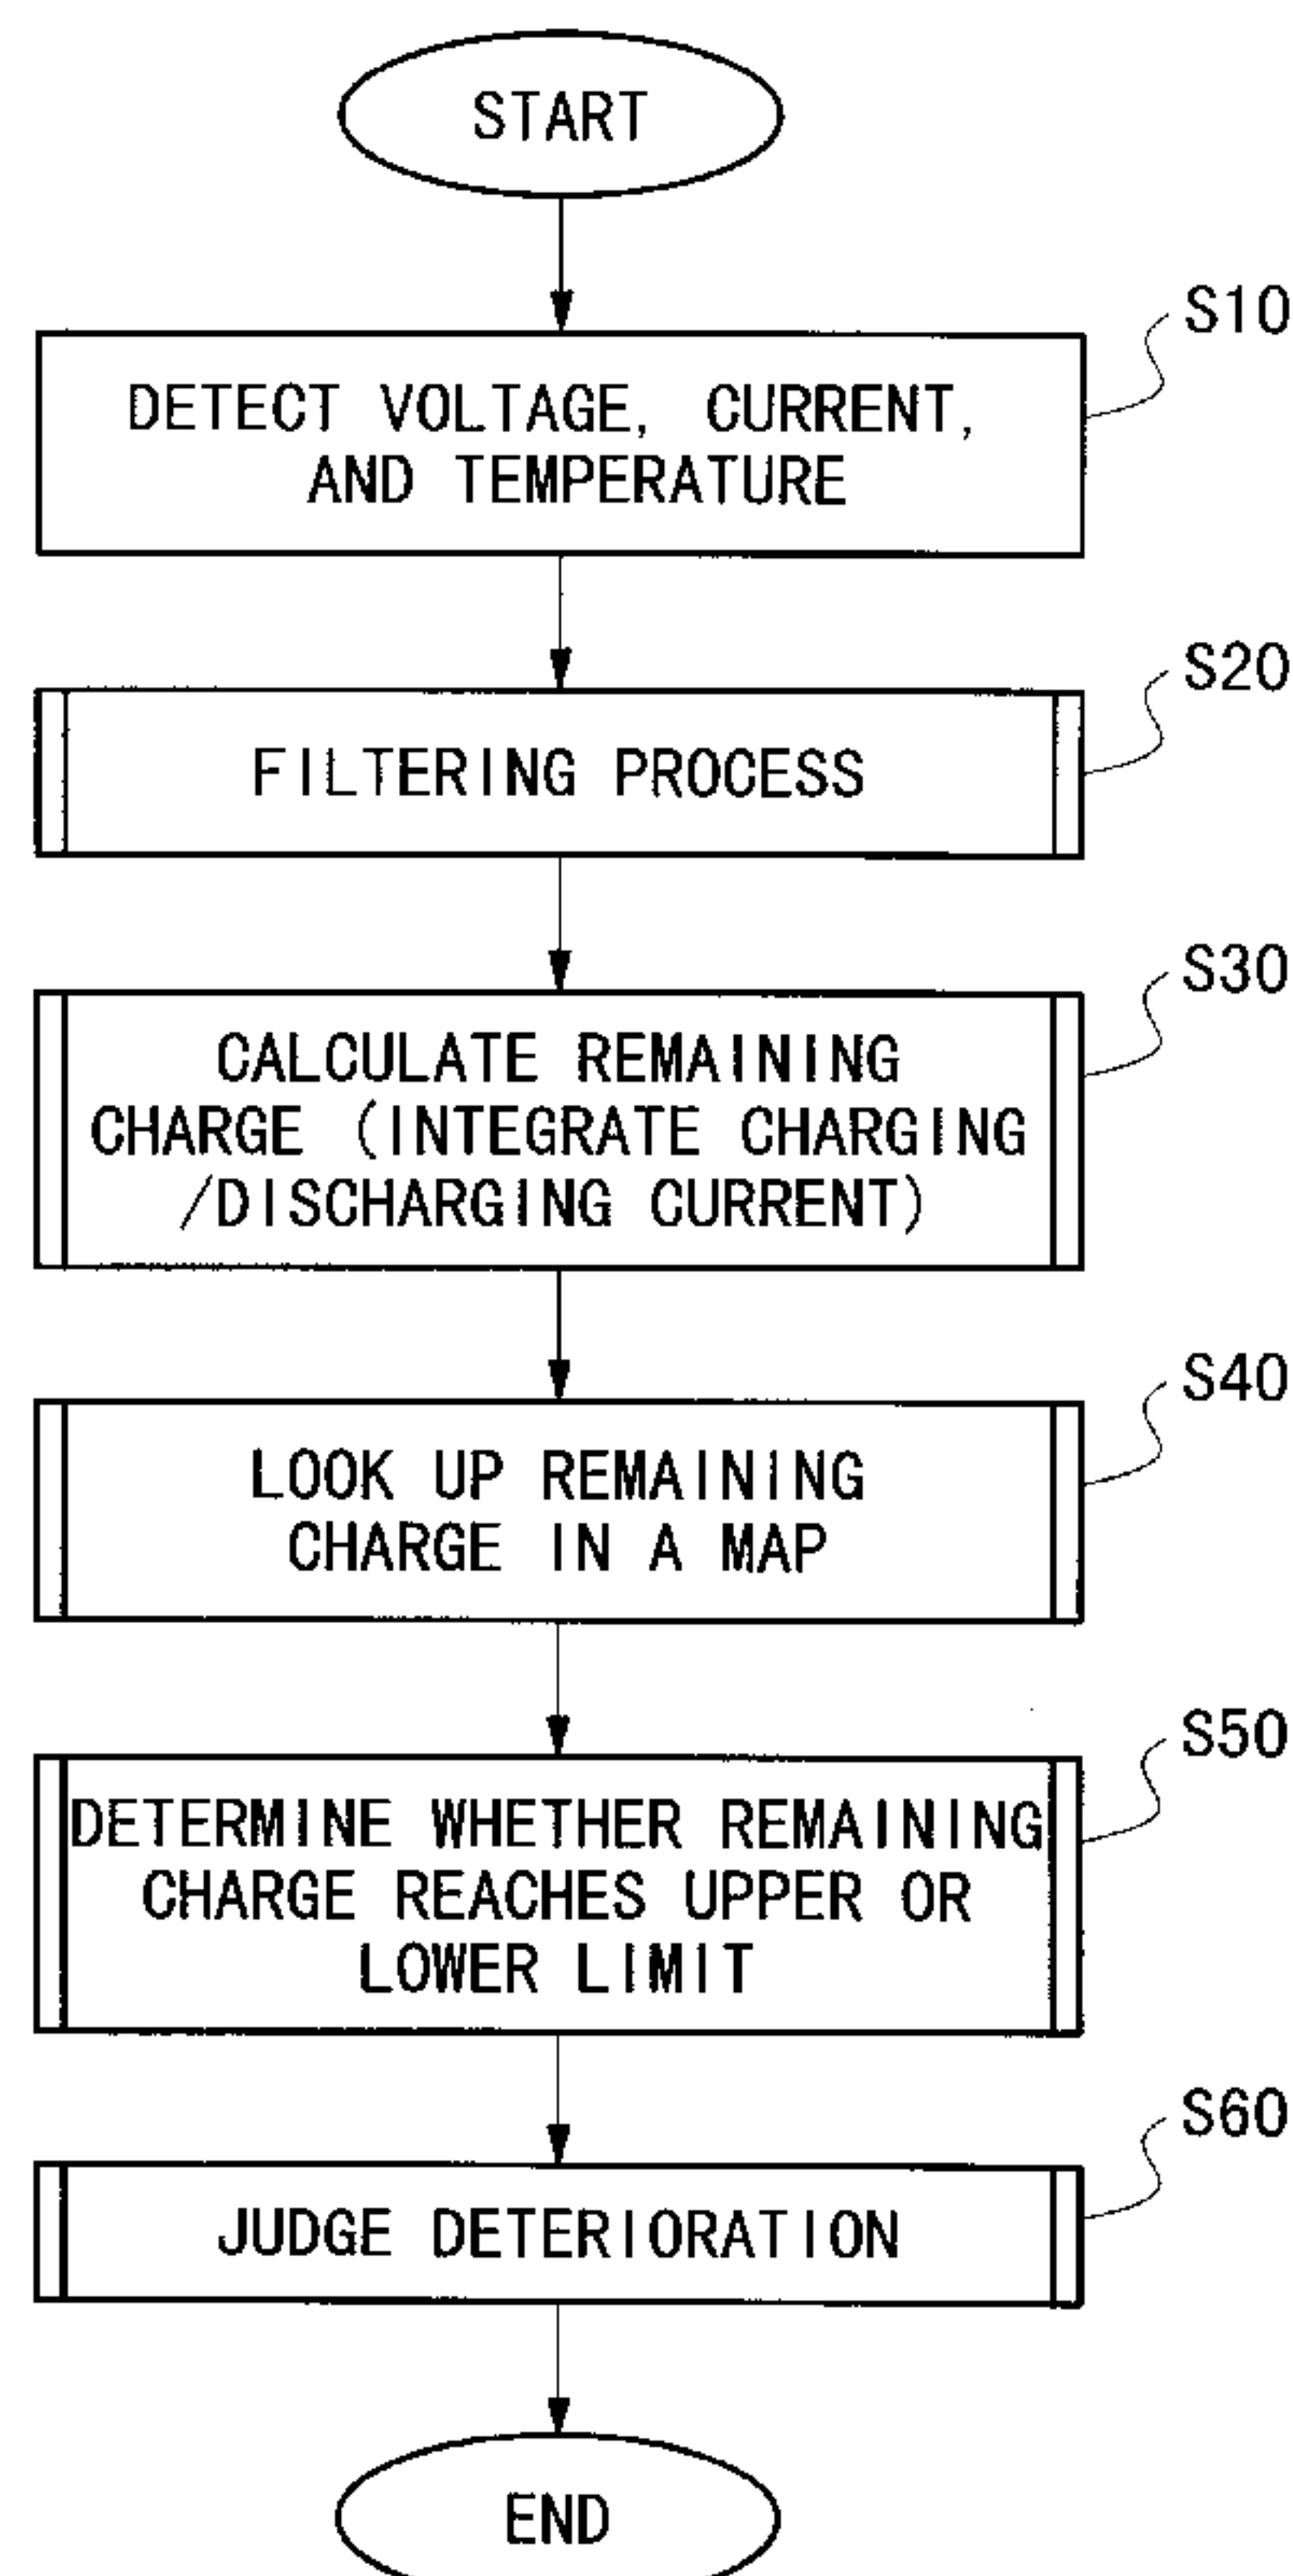 START
S10
DETECT VOLTAGE, CURRENT,
AND TEMPERATURE
S20
FILTERING PROCESS
S30
CALCULATE REMAINING
CHARGE (INTEGRATE CHARGING
/DISCHARGING CURRENT)
S40
LOOK UP REMAINING
CHARGE IN A MAP
S50
DETERMINE WHETHER REMAINING
CHARGE REACHES UPPER OR
LOWER LIMIT
S60
JUDGE DETERIORATION
END